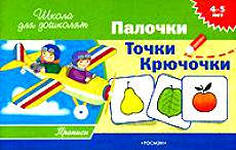 Школа
для дошколят
4-5
лет
Палочки
Точки
Крючочки
Прописи
РОСМЭН